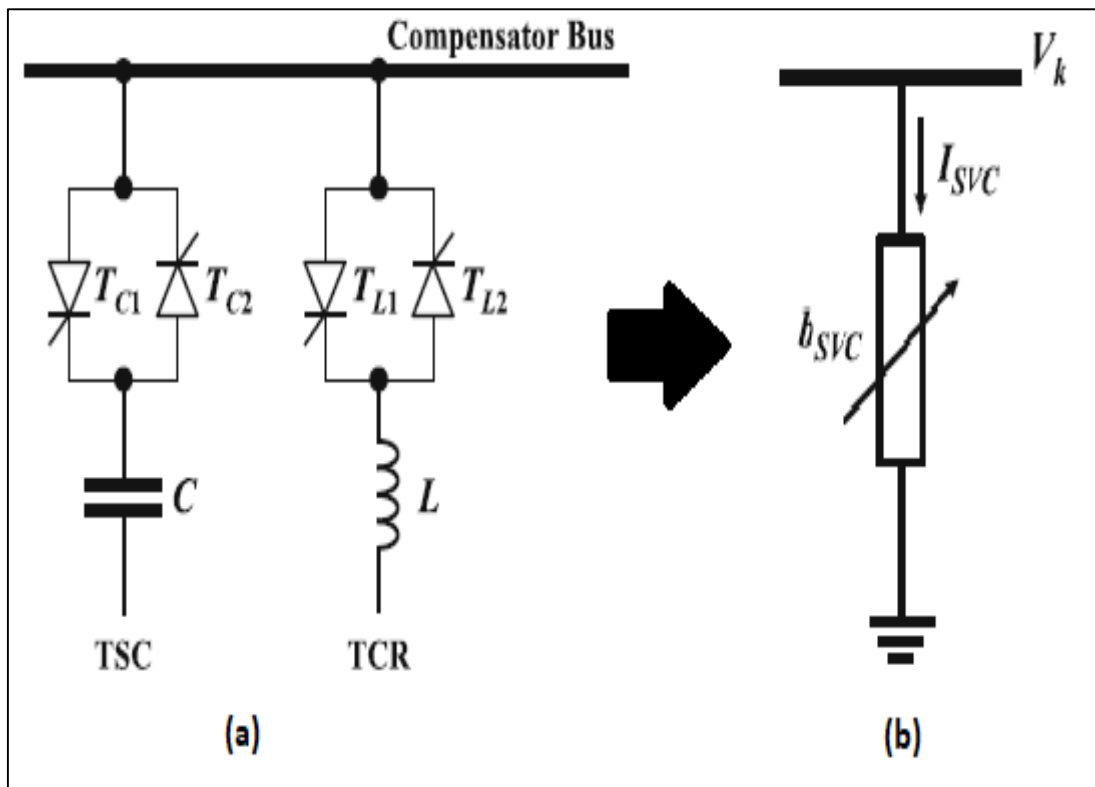 Compensator Bus
V_k
I_SVC
T_C1
T_C2
T_L1
T_L2
b_SVC
C
L
TSC
TCR
(a)
(b)